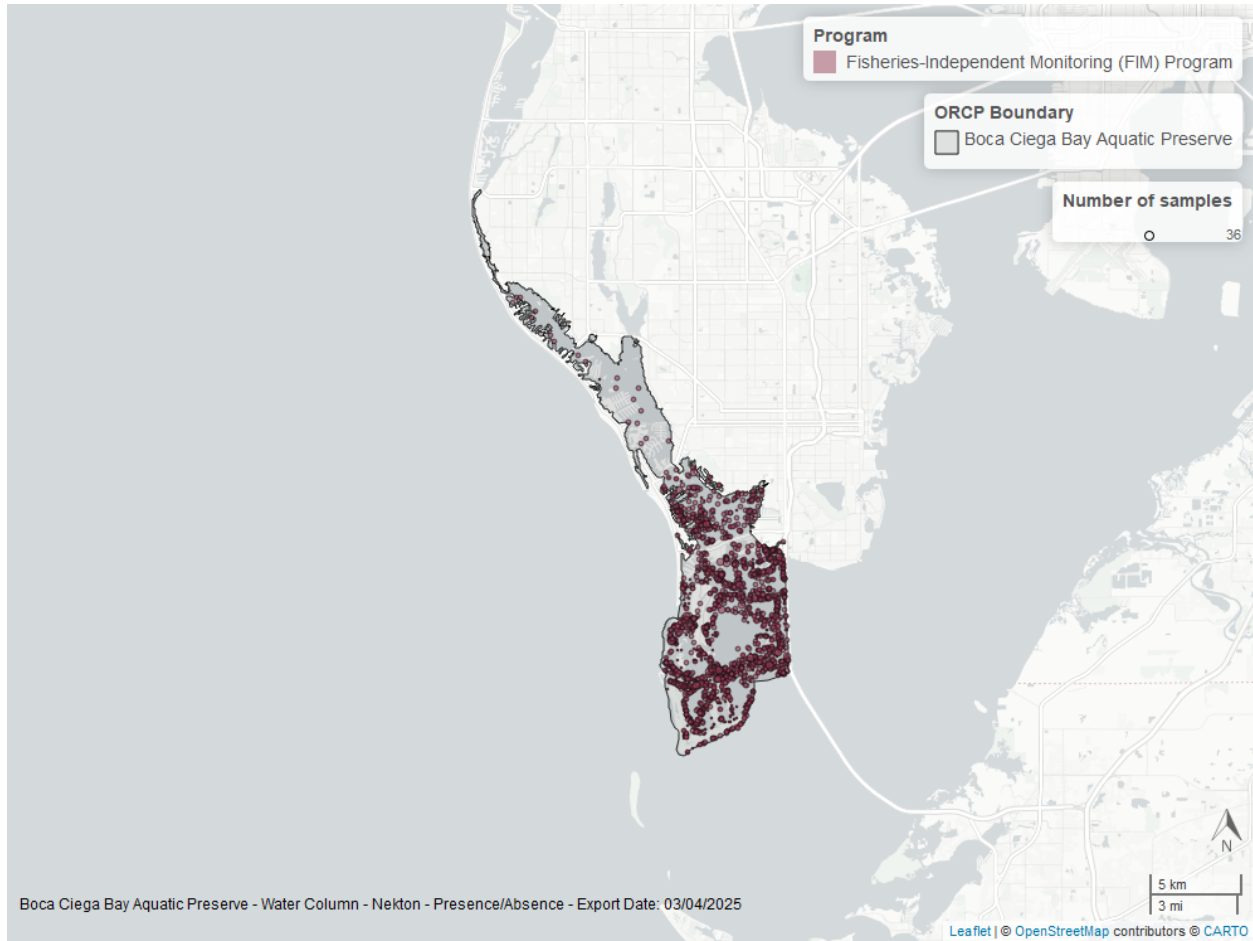 Program
Fisheries-Independent Monitoring (FIM) Program
ORCP Boundary
Boca Ciega Bay Aquatic Preserve
Number of samples
36
N
5 km
3 mi
Boca Ciega Bay Aquatic Preserve - Water Column - Nekton - Presence/Absence - Export Date: 03/04/2025
Leaflet | © OpenStreetMap contributors © CARTO